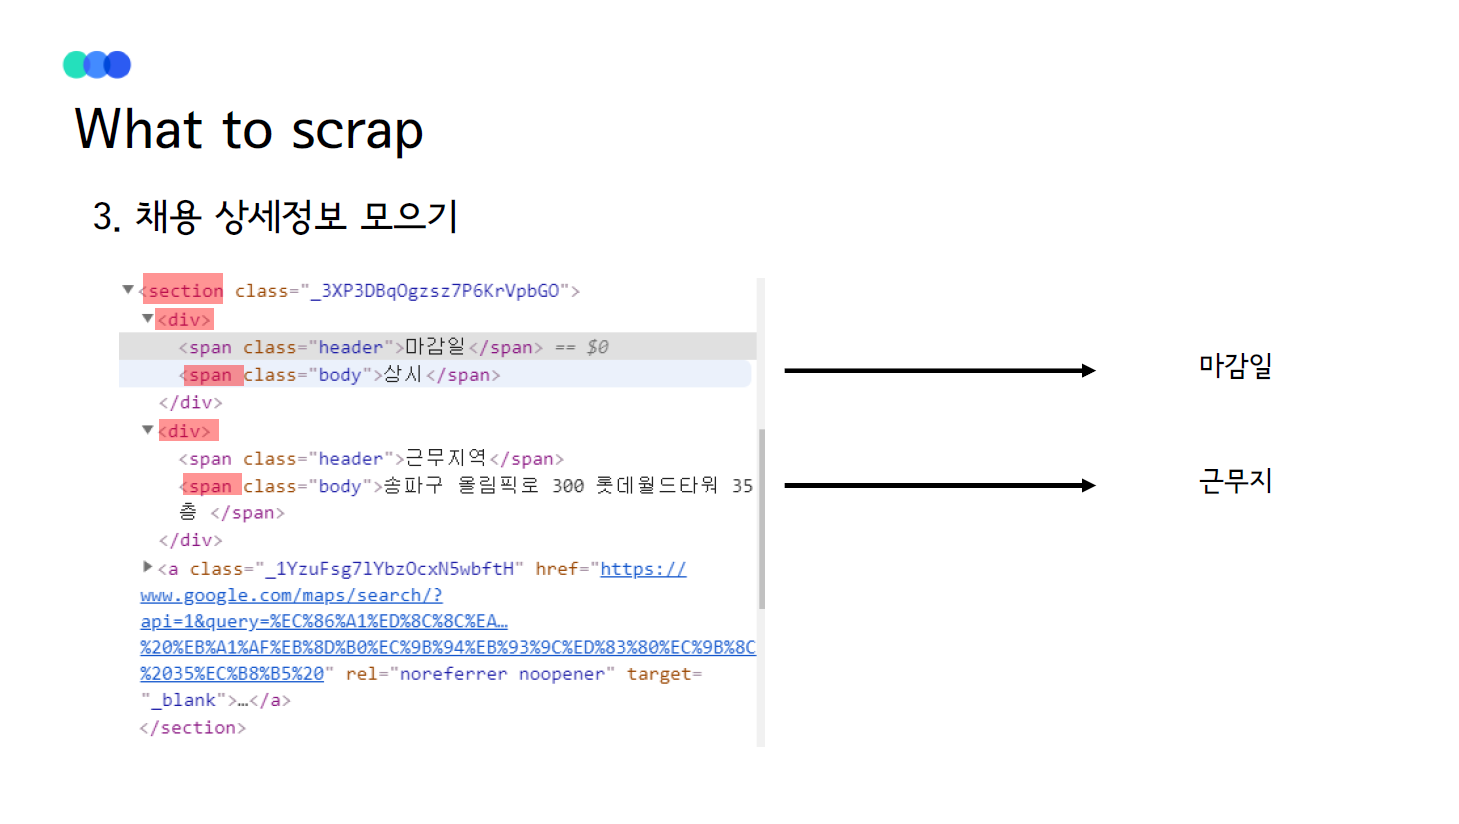 What to scrap
3. 채용 상세정보 모으기
▼<section class="_3XP3DBqOgzsz7P6KrVpbGO">
▼<div>
<span class="header">마감일</span> == $0
<span class="body">상시</span>
</div>
▼<div>
<span class="header">근무지역</span>
<span class="body">송파구 올림픽로 300 롯데월드타워 35
층 </span>
</div>
▶<a class="_1YzuFsg7lYbzOcxN5wbftH" href="https://
www.google.com/maps/search/?
api=1&query=%EC%86%A1%ED%8C%8C%EA…
%20%EB%A1%AF%EB%8D%B0%EC%9B%94%EB%93%9C%ED%83%80%EC%9B%8C
%2035%EC%B8%B5%20" rel="noreferrer noopener" target=
"_blank">…</a>
</section>
마감일
근무지